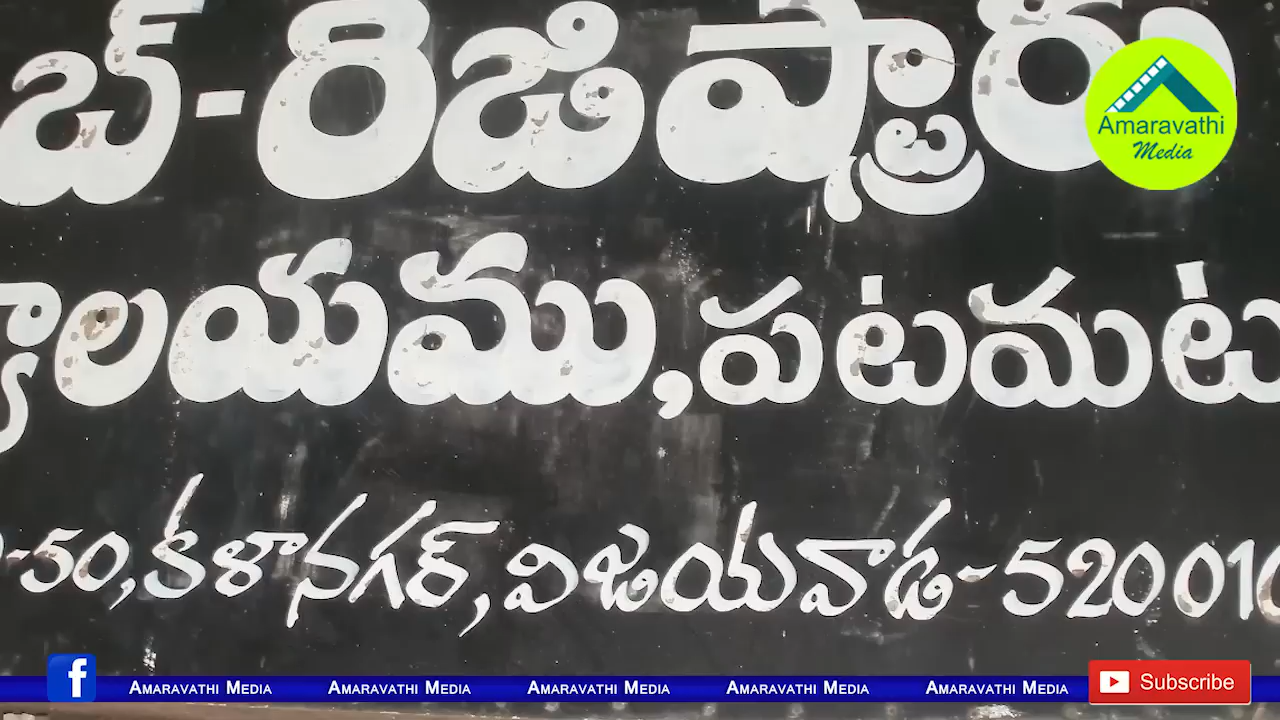 బ్-రిజిష్ట్రారు
ర్యాలయము, పటమట
-50, కళానగర్, విజయవాడ-520010
Amaravathi
Media
Amaravathi Media Amaravathi Media Amaravathi Media Amaravathi Media Amaravathi Media
Subscribe